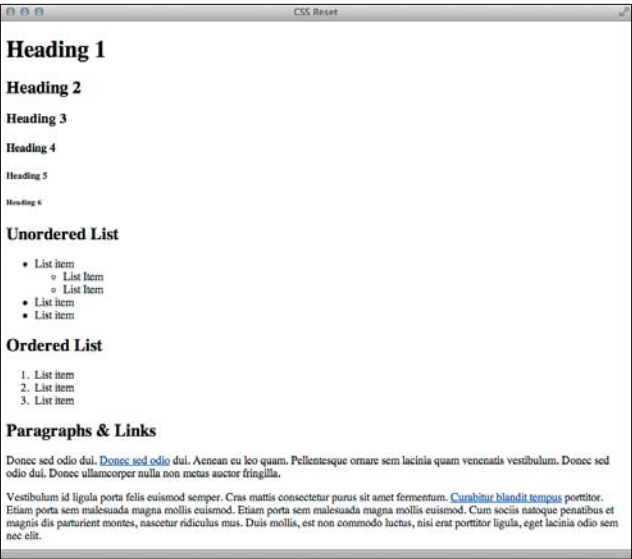 CSS Reset
Heading 1
Heading 2
Heading 3
Heading 4
Heading 5
Heading 6
Unordered List
• List item
◦ List Item
◦ List Item
• List item
• List item
Ordered List
1. List item
2. List item
3. List item
Paragraphs & Links
Donec sed odio dui. Donec sed odio dui. Aenean eu leo quam. Pellentesque ornare sem lacinia quam venenatis vestibulum. Donec sed
odio dui. Donec ullamcorper nulla non metus auctor fringilla.
Vestibulum id ligula porta felis euismod semper. Cras mattis consectetur purus sit amet fermentum. Curabitur blandit tempus porttitor.
Etiam porta sem malesuada magna mollis euismod. Etiam porta sem malesuada magna mollis euismod. Cum sociis natoque penatibus et
magnis dis parturient montes, nascetur ridiculus mus. Duis mollis, est non commodo luctus, nisi erat porttitor ligula, eget lacinia odio sem
nec elit.